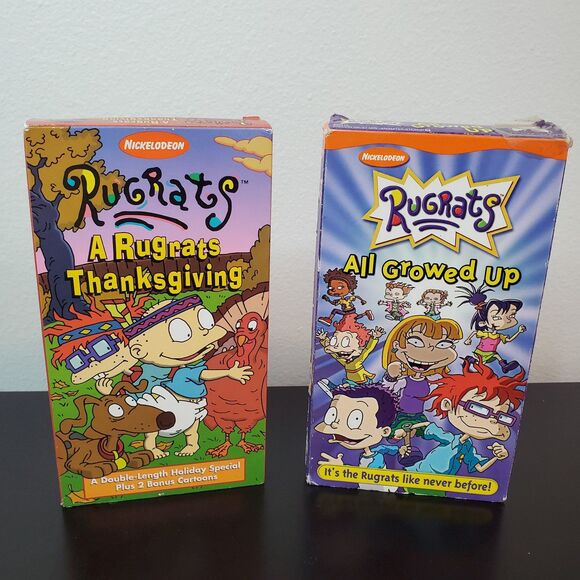 NICKELODEON
RUGRATS™
A Rugrats
Thanksgiving
A Double-Length Holiday Special
Plus 2 Bonus Cartoons
NICKELODEON
RUGRATS
All Growed Up
It's the Rugrats like never before!